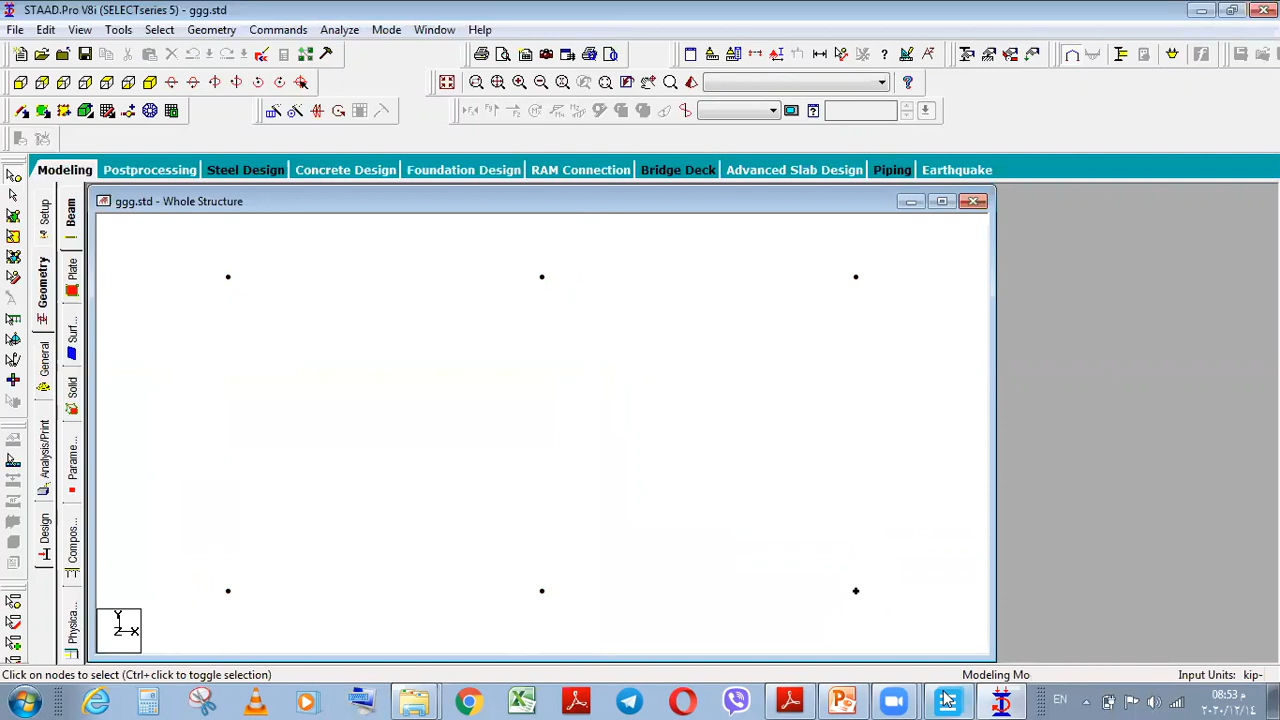 STAAD.Pro V8i (SELECTseries 5) - ggg.std
File Edit View Tools Select Geometry Commands Analyze Mode Window Help
Modeling Postprocessing Steel Design Concrete Design Foundation Design RAM Connection Bridge Deck Advanced Slab Design Piping Earthquake
ggg.std - Whole Structure
Setup
Geometry
General
Analysis/Print
Design
Beam
Plate
Surf...
Solid
Parame...
Compos...
Physica...
Y
Z X
Click on nodes to select (Ctrl+click to toggle selection) Modeling Mo Input Units: kip-
EN
08:53 م
٢٠٢٠/١٢/١٤